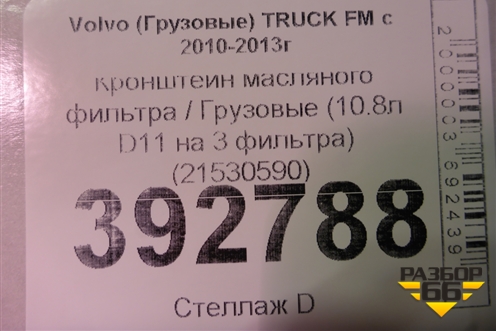 Volvo (Грузовые) TRUCK FM с
2010-2013г
кронштейн масляного
фильтра / Грузовые (10.8л
D11 на 3 фильтра)
(21530590)
392788
Стеллаж D
2000003692439
РАЗБОР
66